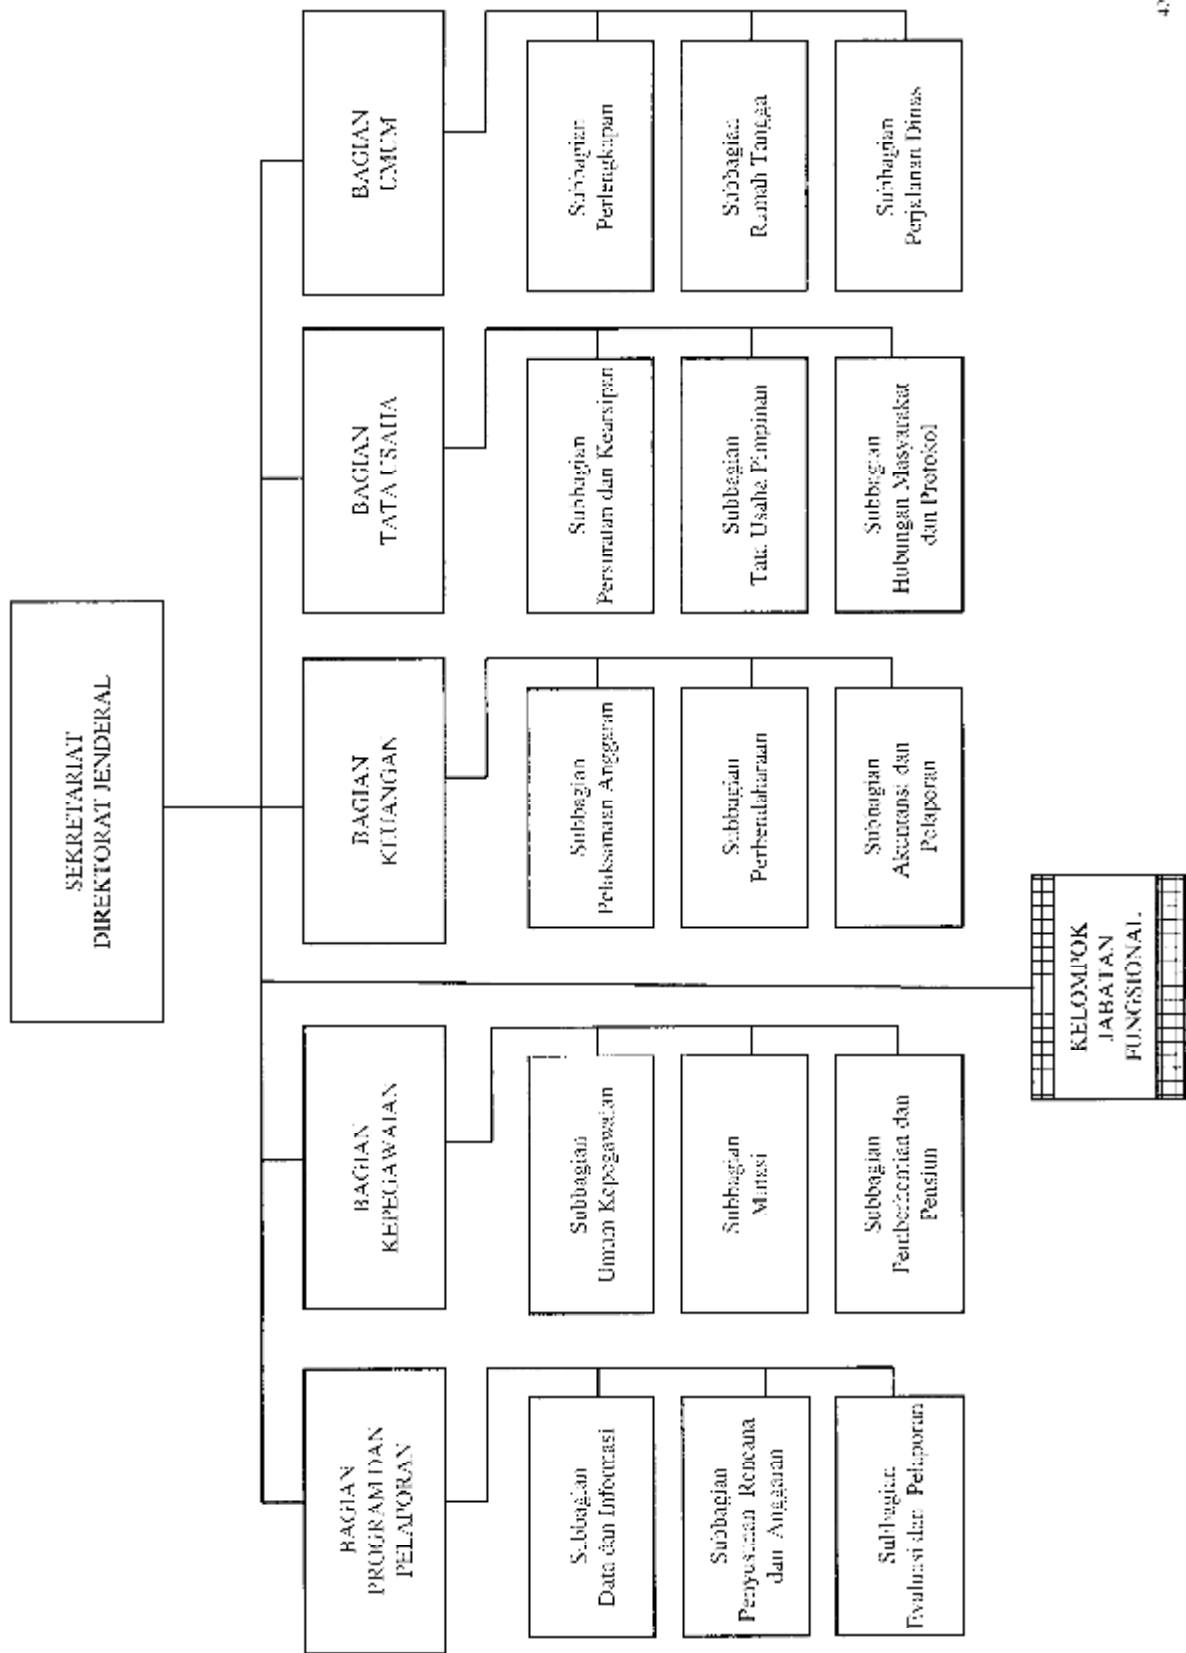 SEKRETARIAT
DIREKTORAT JENDERAL
BAGIAN
PROGRAM DAN
PELAPORAN
BAGIAN
KEPEGAWAIAN
BAGIAN
KEUANGAN
BAGIAN
TATA USAHA
BAGIAN
UMUM
Subbagian
Data dan Informasi
Subbagian
Umum Kepegawaian
Subbagian
Pelaksanaan Anggaran
Subbagian
Persuratan dan Kearsipan
Subbagian
Perlengkapan
Subbagian
Penyusunan Rencana
dan Anggaran
Subbagian
Mutasi
Subbagian
Perbendaharaan
Subbagian
Tata Usaha Pimpinan
Subbagian
Rumah Tangga
Subbagian
Evaluasi dan Pelaporan
Subbagian
Pemberhentian dan
Pensiun
Subbagian
Akuntansi dan
Pelaporan
Subbagian
Hubungan Masyarakat
dan Protokol
Subbagian
Perjalanan Dinas
KELOMPOK
JABATAN
FUNGSIONAL